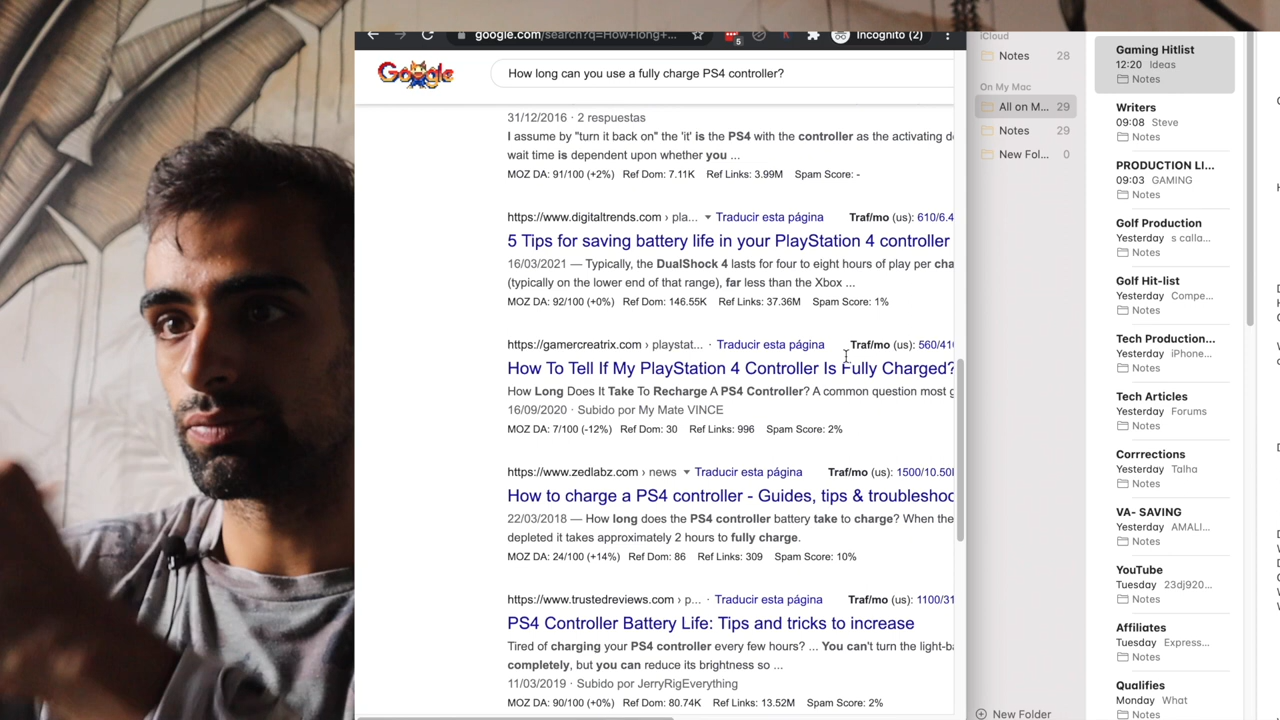 google.com/search?q=How+long+...
5
Incognito (2)
Google
How long can you use a fully charge PS4 controller?
31/12/2016 · 2 respuestas
I assume by "turn it back on" the 'it' is the PS4 with the controller as the activating d
wait time is dependent upon whether you ...
MOZ DA: 91/100 (+2%) Ref Dom: 7.11K Ref Links: 3.99M Spam Score: -
https://www.digitaltrends.com › pla... Traducir esta página Traf/mo (us): 610/6.4
5 Tips for saving battery life in your PlayStation 4 controller
16/03/2021 — Typically, the DualShock 4 lasts for four to eight hours of play per cha
(typically on the lower end of that range), far less than the Xbox ...
MOZ DA: 92/100 (+0%) Ref Dom: 146.55K Ref Links: 37.36M Spam Score: 1%
https://gamercreatrix.com › playstat... · Traducir esta página Traf/mo (us): 560/41
How To Tell If My PlayStation 4 Controller Is Fully Charged?
How Long Does It Take To Recharge A PS4 Controller? A common question most g
16/09/2020 · Subido por My Mate VINCE
MOZ DA: 7/100 (-12%) Ref Dom: 30 Ref Links: 996 Spam Score: 2%
https://www.zedlabz.com › news Traducir esta página Traf/mo (us): 1500/10.50
How to charge a PS4 controller - Guides, tips & troubleshoo
22/03/2018 — How long does the PS4 controller battery take to charge? When the
depleted it takes approximately 2 hours to fully charge.
MOZ DA: 24/100 (+14%) Ref Dom: 86 Ref Links: 309 Spam Score: 10%
https://www.trustedreviews.com › p... · Traducir esta página Traf/mo (us): 1100/31
PS4 Controller Battery Life: Tips and tricks to increase
Tired of charging your PS4 controller every few hours? ... You can't turn the light-b
completely, but you can reduce its brightness so ...
11/03/2019 · Subido por JerryRigEverything
MOZ DA: 90/100 (+0%) Ref Dom: 80.74K Ref Links: 13.52M Spam Score: 2%
iCloud
Notes 28
On My Mac
All on M... 29
Notes 29
New Fol... 0
New Folder
Gaming Hitlist
12:20 Ideas
Notes
Writers
09:08 Steve
Notes
PRODUCTION LI...
09:03 GAMING
Notes
Golf Production
Yesterday s calla...
Notes
Golf Hit-list
Yesterday Compe...
Notes
Tech Production...
Yesterday iPhone...
Notes
Tech Articles
Yesterday Forums
Notes
Corrrections
Yesterday Talha
Notes
VA- SAVING
Yesterday AMALI...
Notes
YouTube
Tuesday 23dj920...
Notes
Affiliates
Tuesday Express...
Notes
Qualifies
Monday What
Notes